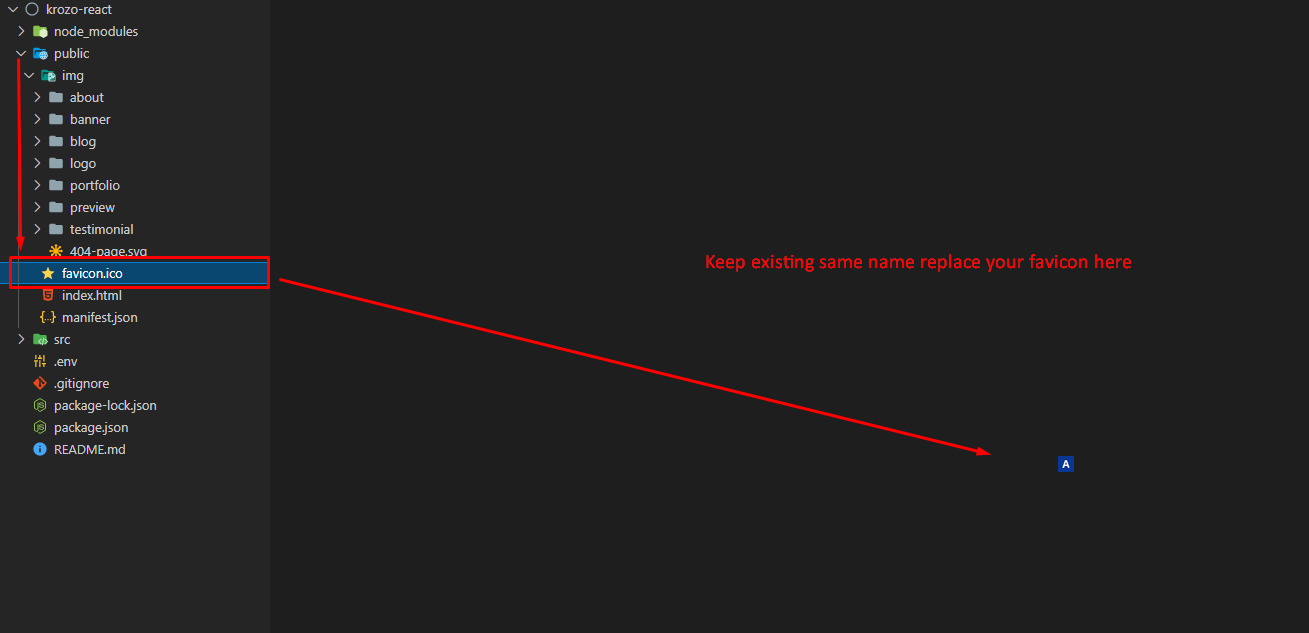 krozo-react
node_modules
public
img
about
banner
blog
logo
portfolio
preview
testimonial
404-page.svg
favicon.ico
Keep existing same name replace your favicon here
index.html
manifest.json
src
.env
.gitignore
package-lock.json
package.json
README.md
A